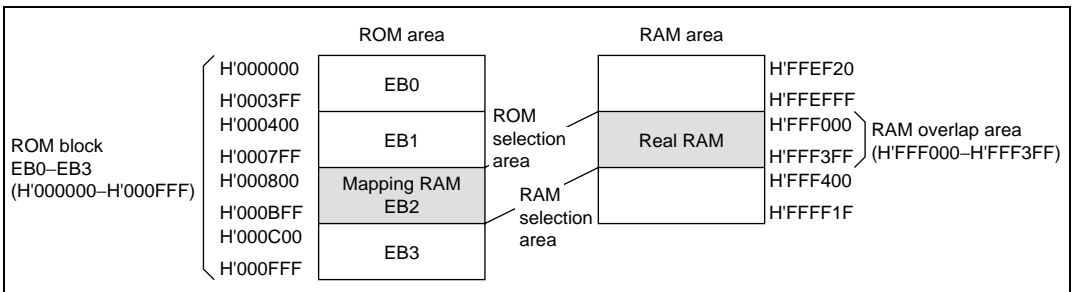 ROM area
RAM area
H'000000
H'0003FF
H'000400
H'0007FF
H'000800
H'000BFF
H'000C00
H'000FFF
ROM block
EB0–EB3
(H'000000–H'000FFF)
EB0
EB1
Mapping RAM
EB2
EB3
ROM
selection
area
RAM
selection
area
Real RAM
H'FFEF20
H'FFEFFF
H'FFF000
H'FFF3FF
H'FFF400
H'FFFF1F
RAM overlap area
(H'FFF000–H'FFF3FF)